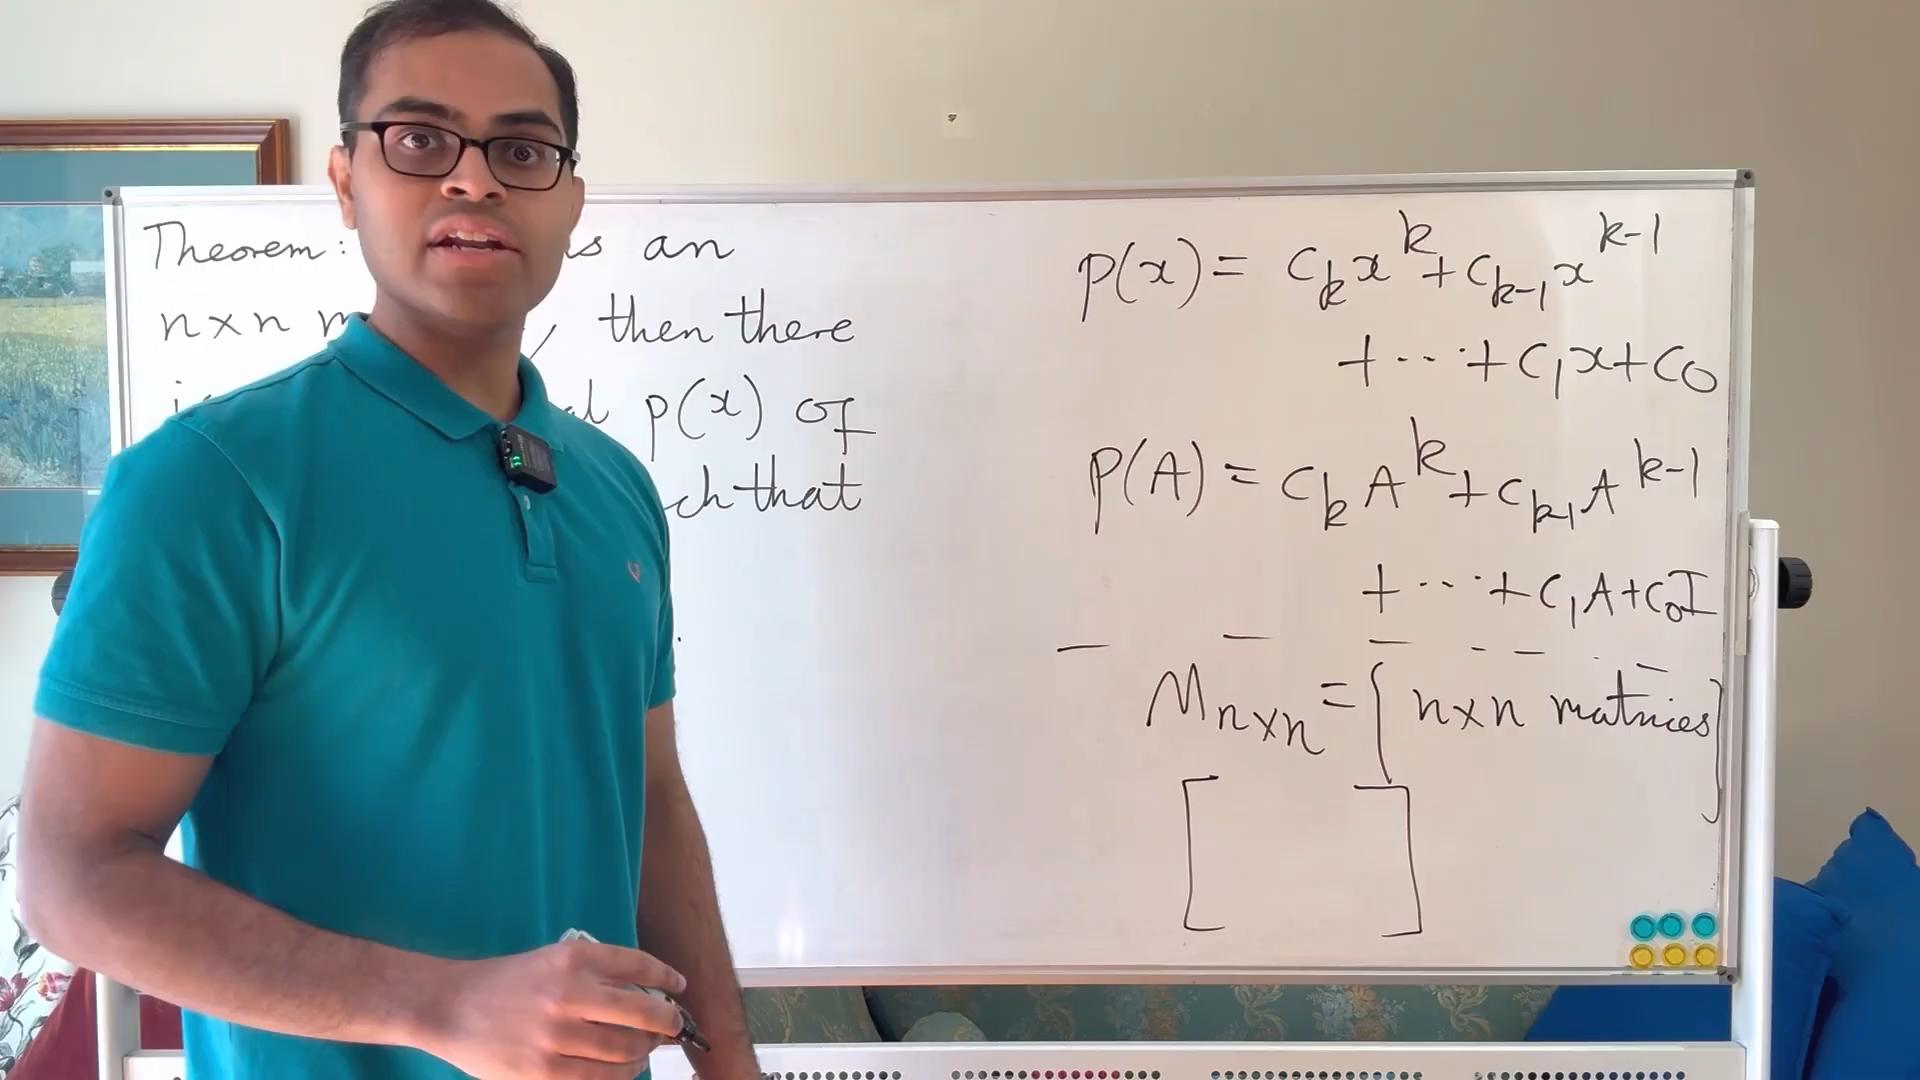 Theorem: is an
n×n , then there
p(x) of
that
p(x) = c_k x^k + c_{k-1} x^{k-1}
+ ... + c_1 x + c_0
p(A) = c_k A^k + c_{k-1} A^{k-1}
+ ... + c_1 A + c_0 I
M_{n×n} = { n×n matrices }
[ ]